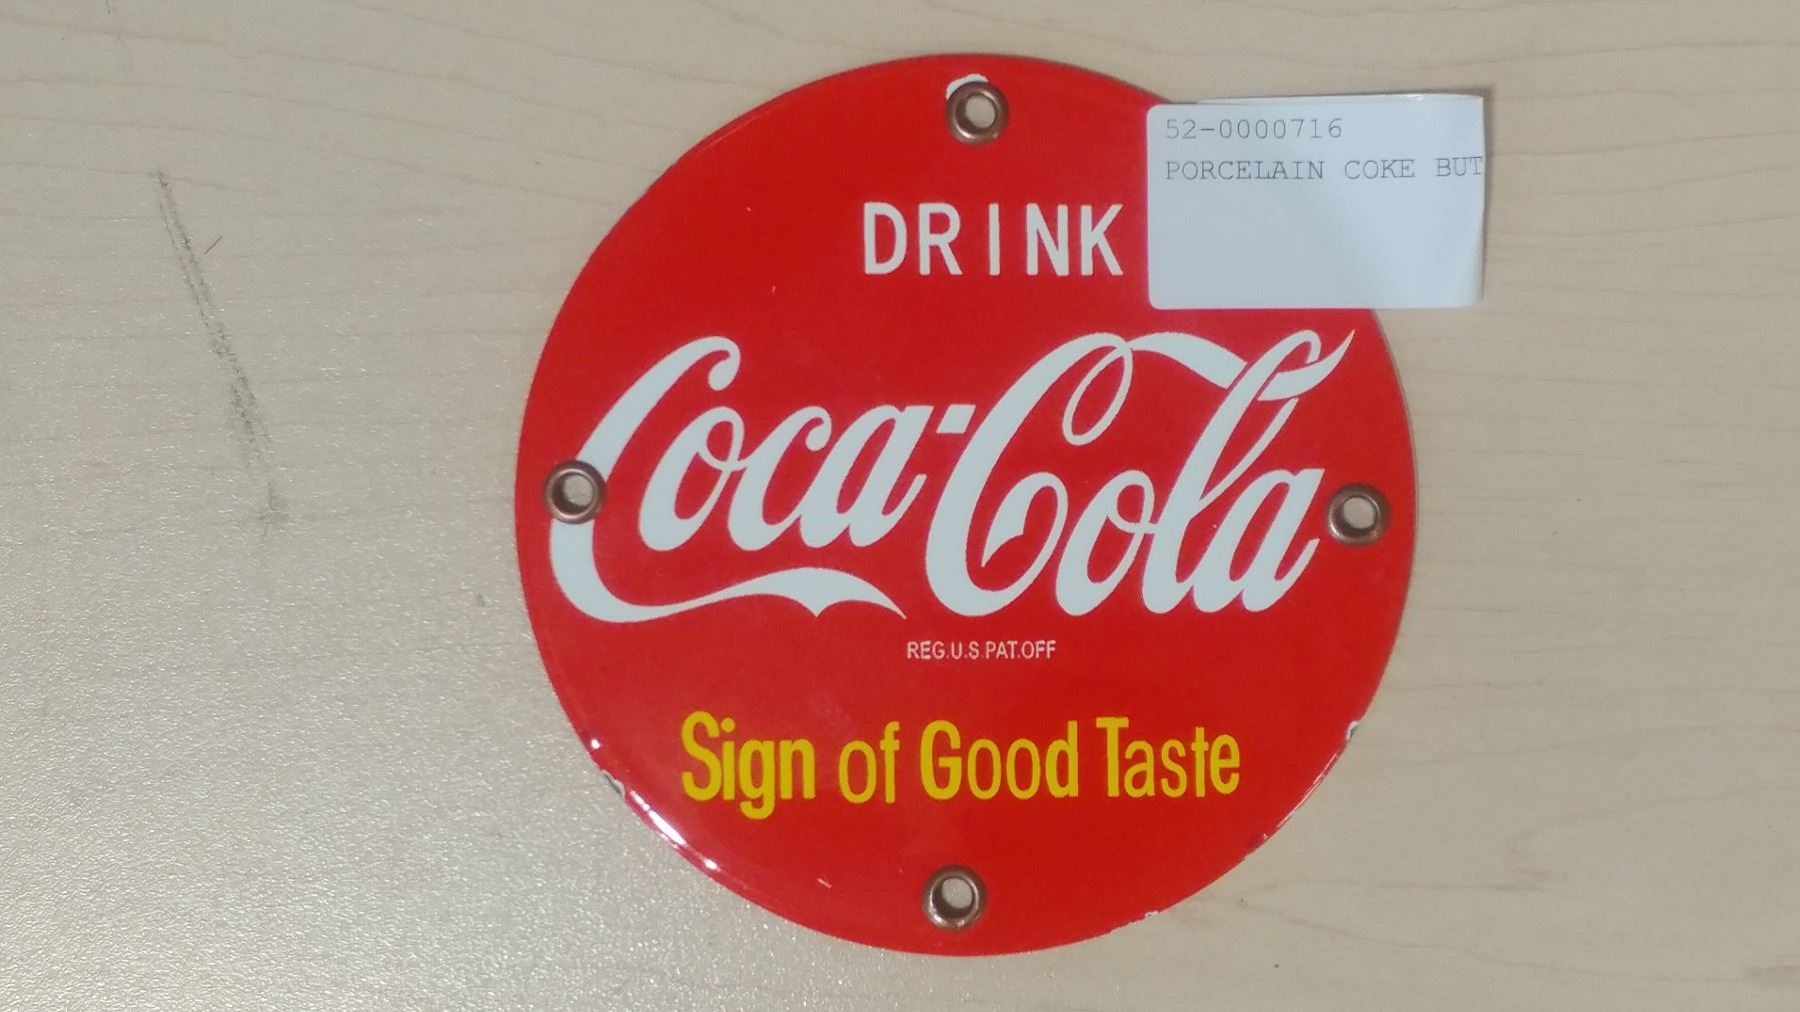 52-0000716
PORCELAIN COKE BUT
DRINK
Coca-Cola
REG.U.S.PAT.OFF
Sign of Good Taste